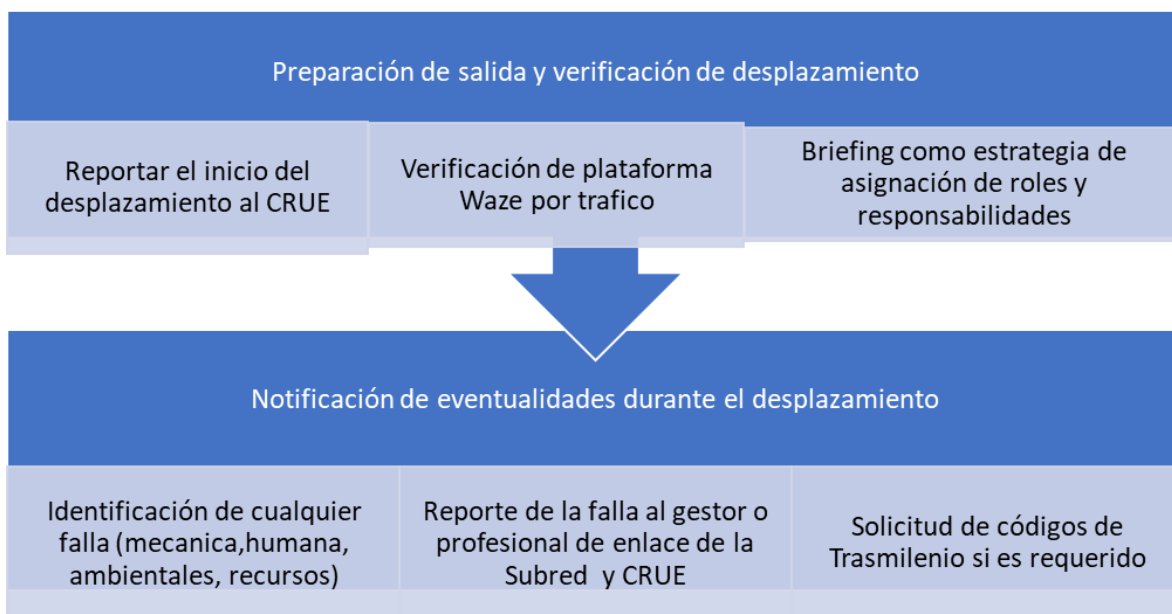 Preparación de salida y verificación de desplazamiento
Reportar el inicio del
desplazamiento al CRUE
Verificación de plataforma
Waze por trafico
Briefing como estrategia de
asignación de roles y
responsabilidades
Notificación de eventualidades durante el desplazamiento
Identificación de cualquier
falla (mecanica,humana,
ambientales, recursos)
Reporte de la falla al gestor o
profesional de enlace de la
Subred y CRUE
Solicitud de códigos de
Trasmilenio si es requerido